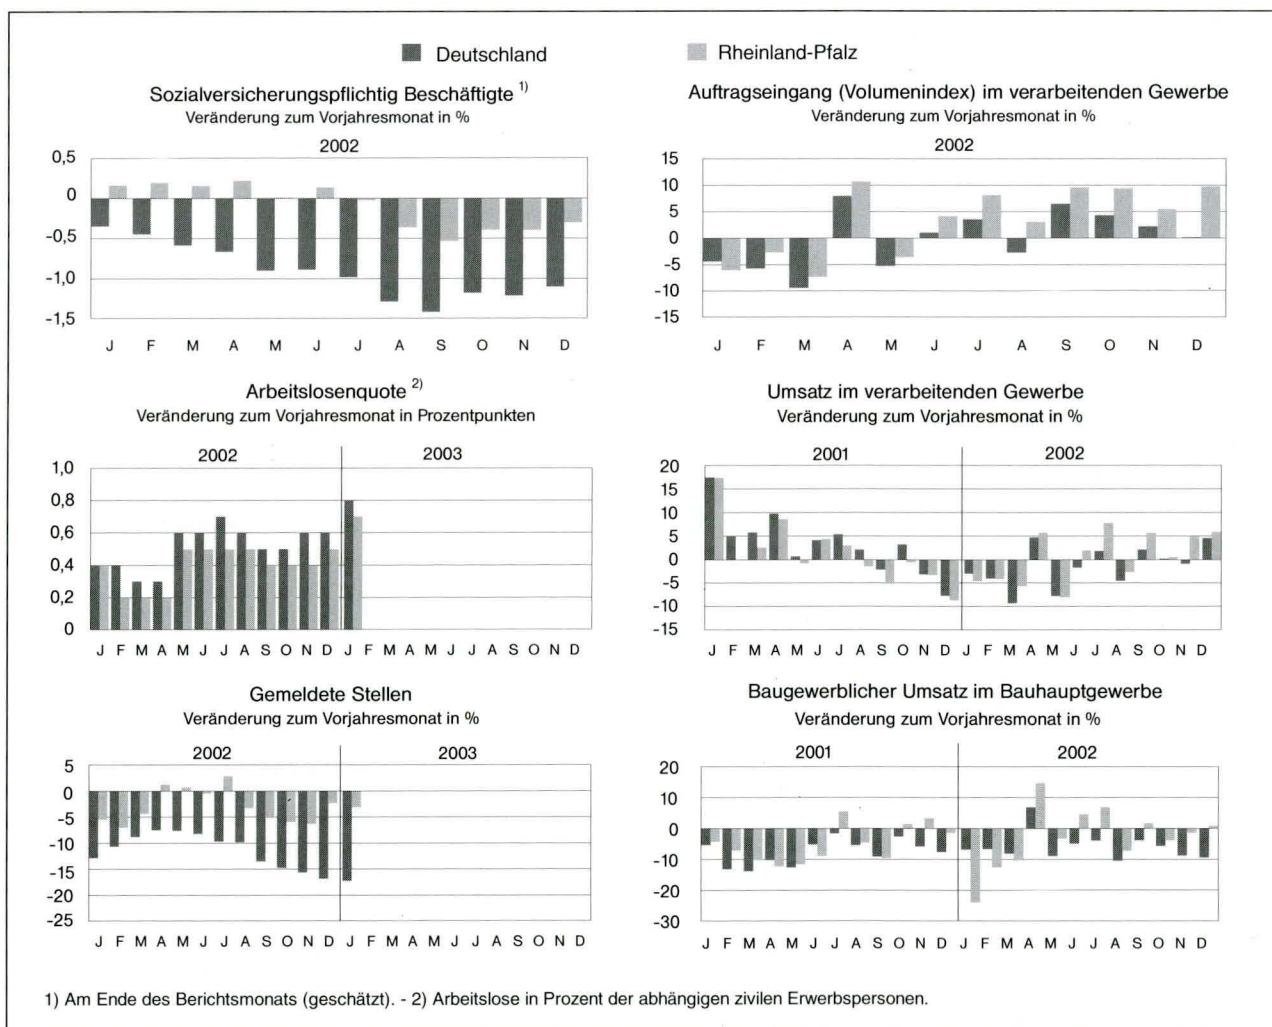 Deutschland
Rheinland-Pfalz
Sozialversicherungspflichtig Beschäftigte 1)
Veränderung zum Vorjahresmonat in %
2002
0,5
0
-0,5
-1,0
-1,5
J F M A M J J A S O N D
Auftragseingang (Volumenindex) im verarbeitenden Gewerbe
Veränderung zum Vorjahresmonat in %
2002
15
10
5
0
-5
-10
-15
J F M A M J J A S O N D
Arbeitslosenquote 2)
Veränderung zum Vorjahresmonat in Prozentpunkten
2002 2003
1,0
0,8
0,6
0,4
0,2
0
J F M A M J J A S O N D J F M A M J J A S O N D
Umsatz im verarbeitenden Gewerbe
Veränderung zum Vorjahresmonat in %
2001 2002
20
15
10
5
0
-5
-10
-15
J F M A M J J A S O N D J F M A M J J A S O N D
Gemeldete Stellen
Veränderung zum Vorjahresmonat in %
2002 2003
5
0
-5
-10
-15
-20
-25
J F M A M J J A S O N D J F M A M J J A S O N D
Baugewerblicher Umsatz im Bauhauptgewerbe
Veränderung zum Vorjahresmonat in %
2001 2002
20
10
0
-10
-20
-30
J F M A M J J A S O N D J F M A M J J A S O N D
1) Am Ende des Berichtsmonats (geschätzt). - 2) Arbeitslose in Prozent der abhängigen zivilen Erwerbspersonen.